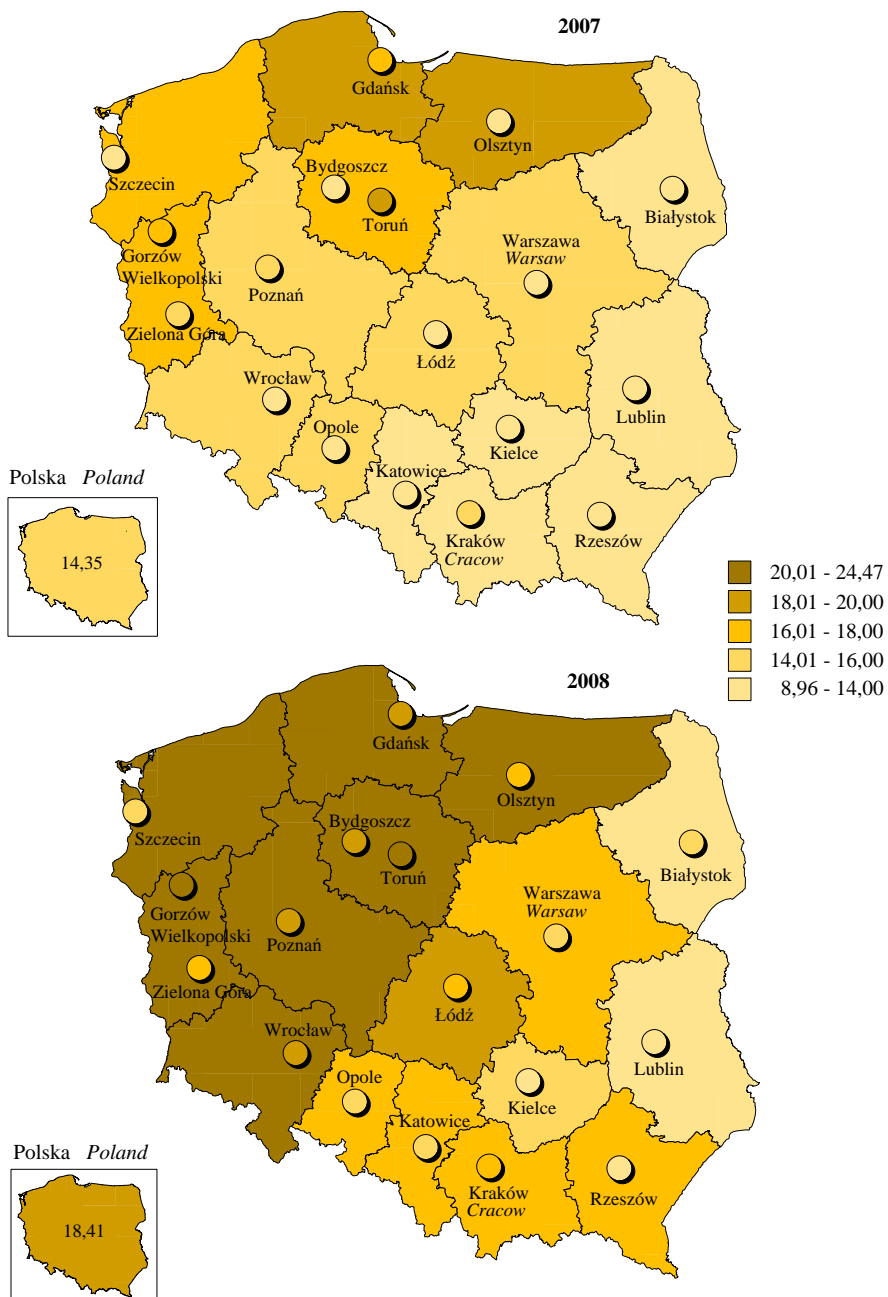 2007
Gdańsk
Olsztyn
Bydgoszcz
Szczecin
Białystok
Toruń
Warszawa
Warsaw
Gorzów
Wielkopolski
Poznań
Zielona Góra
Łódź
Wrocław
Lublin
Opole
Kielce
Katowice
Polska Poland
Kraków
Cracow
Rzeszów
14,35
20,01 - 24,47
18,01 - 20,00
16,01 - 18,00
14,01 - 16,00
8,96 - 14,00
2008
Gdańsk
Olsztyn
Bydgoszcz
Szczecin
Białystok
Toruń
Warszawa
Warsaw
Gorzów
Wielkopolski
Poznań
Zielona Góra
Łódź
Wrocław
Lublin
Opole
Kielce
Katowice
Polska Poland
Kraków
Cracow
Rzeszów
18,41